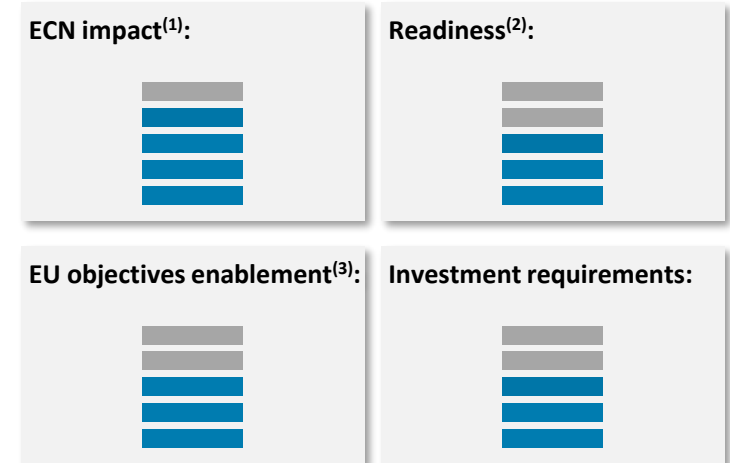 ECN impact(1):
Readiness(2):
EU objectives enablement(3):
Investment requirements: